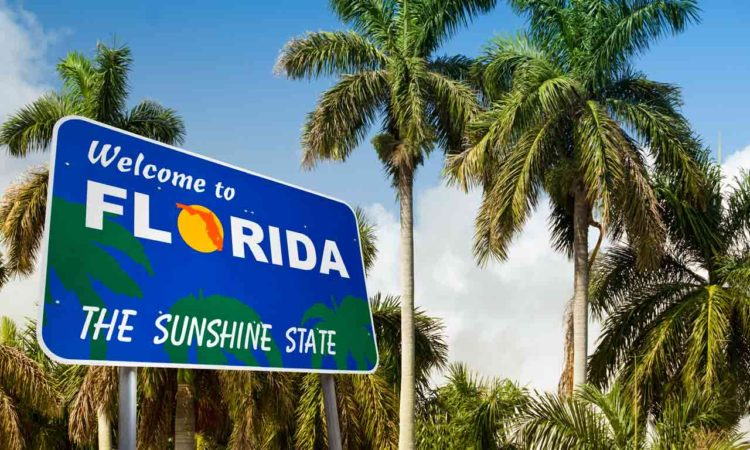 Welcome to
FLORIDA
THE SUNSHINE STATE